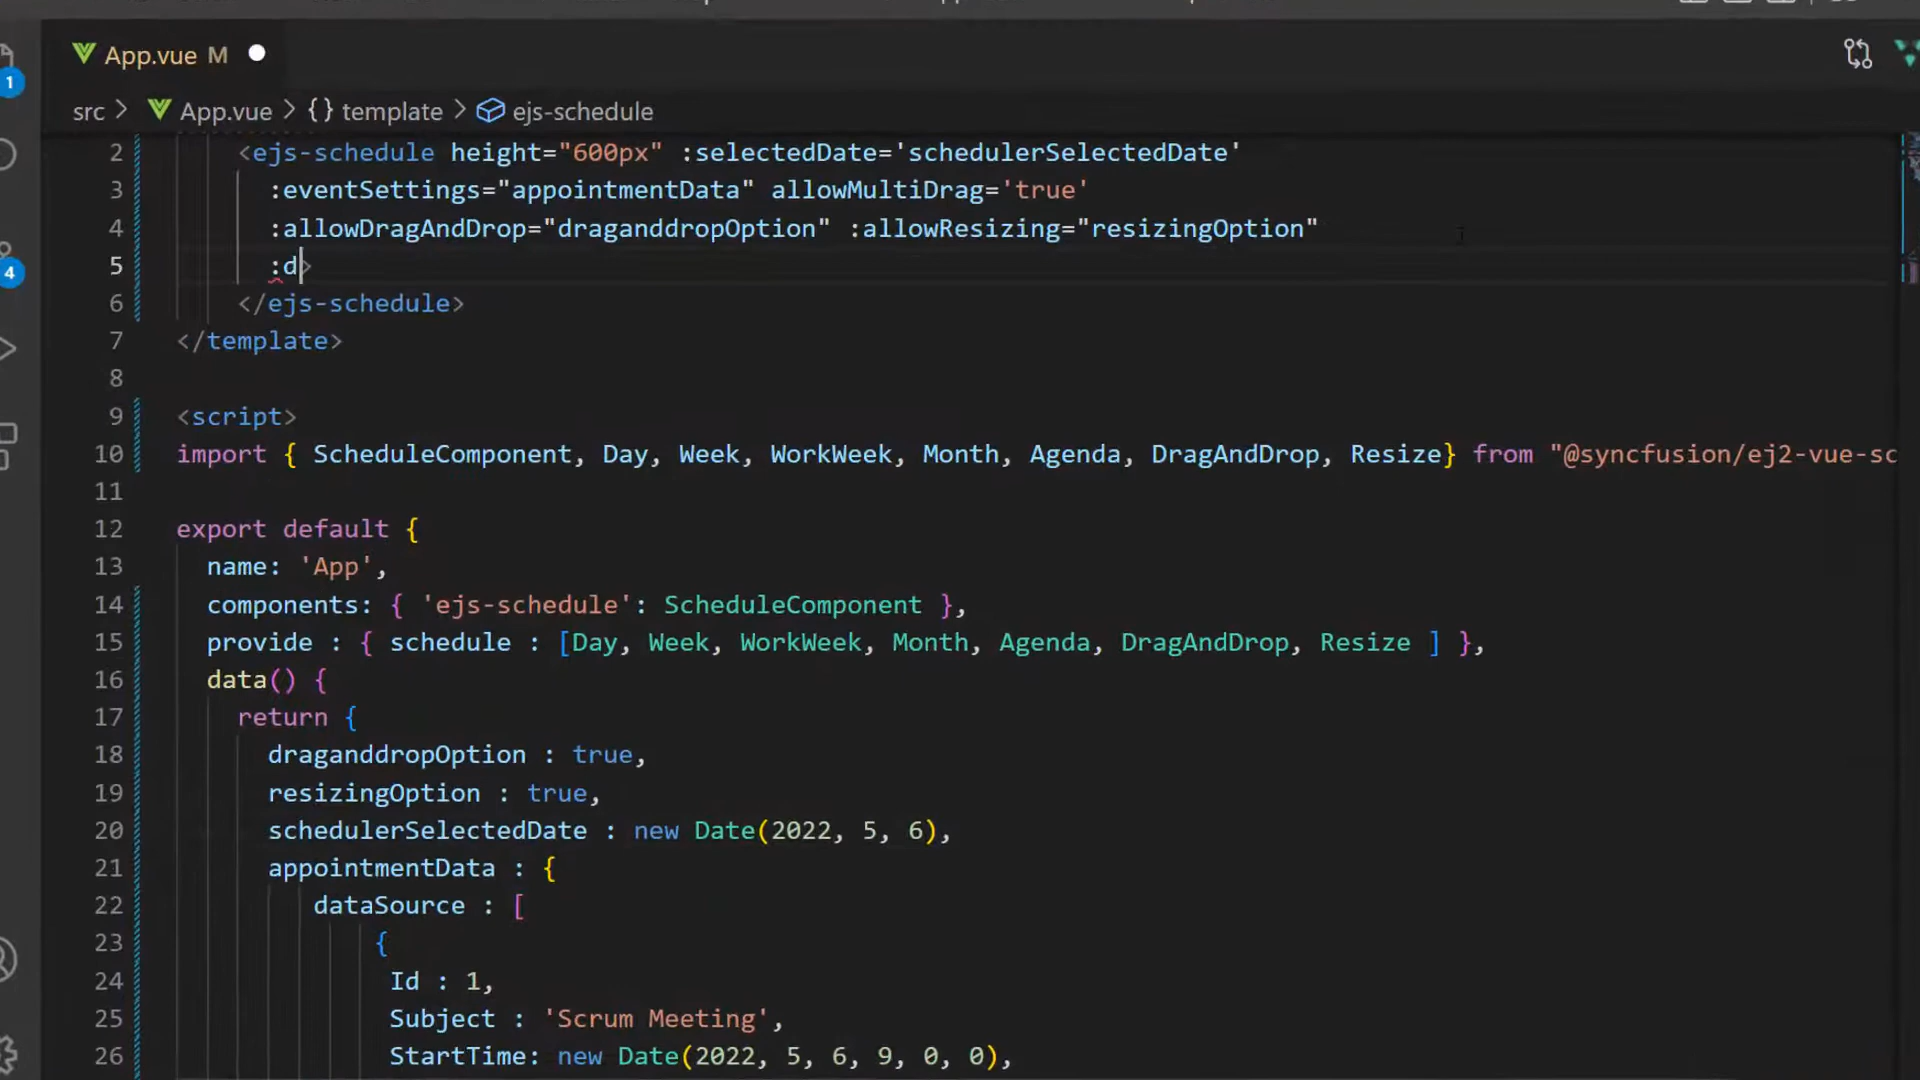 App.vue M
1
src > App.vue > {} template > ejs-schedule
2 <ejs-schedule height="600px" :selectedDate='schedulerSelectedDate'
3 :eventSettings="appointmentData" allowMultiDrag='true'
4 :allowDragAndDrop="draganddropOption" :allowResizing="resizingOption"
4
5 :d>
6 </ejs-schedule>
7 </template>
8
9 <script>
10 import { ScheduleComponent, Day, Week, WorkWeek, Month, Agenda, DragAndDrop, Resize} from "@syncfusion/ej2-vue-sc
11
12 export default {
13 name: 'App',
14 components: { 'ejs-schedule': ScheduleComponent },
15 provide : { schedule : [Day, Week, WorkWeek, Month, Agenda, DragAndDrop, Resize ] },
16 data() {
17 return {
18 draganddropOption : true,
19 resizingOption : true,
20 schedulerSelectedDate : new Date(2022, 5, 6),
21 appointmentData : {
22 dataSource : [
23 {
24 Id : 1,
25 Subject : 'Scrum Meeting',
26 StartTime: new Date(2022, 5, 6, 9, 0, 0),